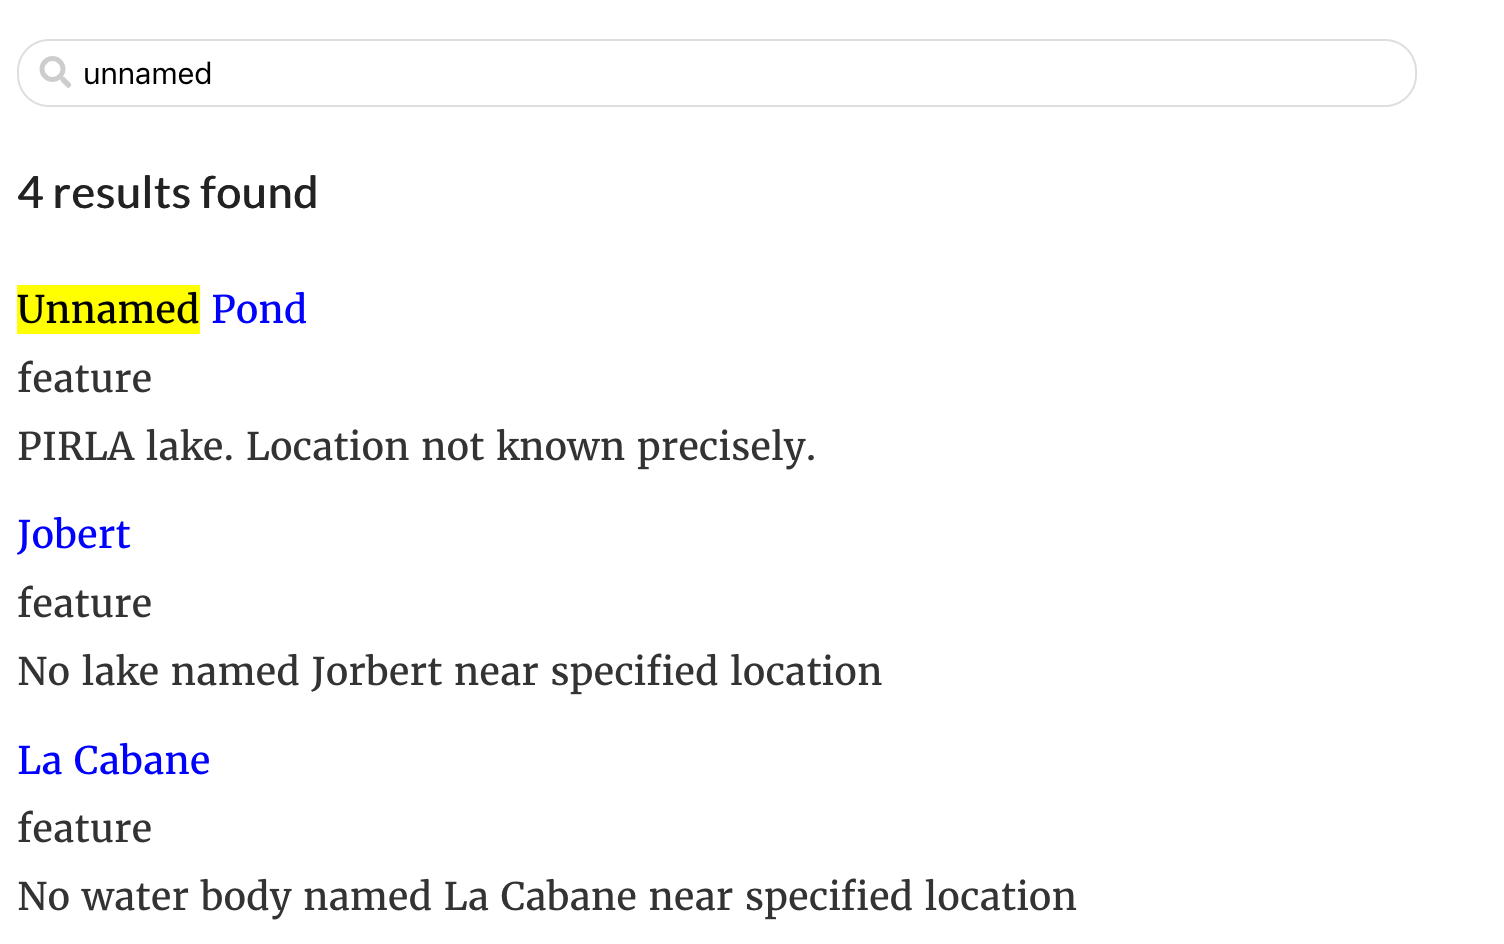 unnamed
4 results found
Unnamed Pond
feature
PIRLA lake. Location not known precisely.
Jobert
feature
No lake named Jorbert near specified location
La Cabane
feature
No water body named La Cabane near specified location